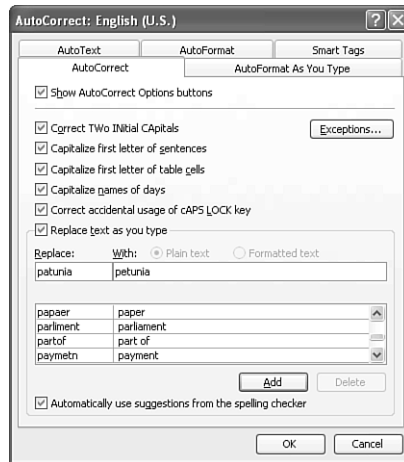 AutoCorrect: English (U.S.)
AutoText AutoFormat Smart Tags
AutoCorrect AutoFormat As You Type
Show AutoCorrect Options buttons
Correct TWo INitial CApitals Exceptions...
Capitalize first letter of sentences
Capitalize first letter of table cells
Capitalize names of days
Correct accidental usage of cAPS LOCK key
Replace text as you type
Replace: With: Plain text Formatted text
patunia petunia
papaer paper
parliment parliament
partof part of
paymetn payment
Add Delete
Automatically use suggestions from the spelling checker
OK Cancel